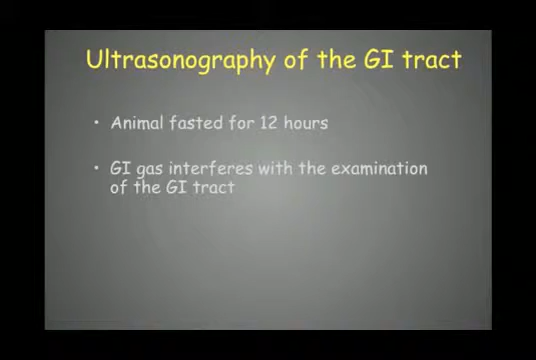 Ultrasonography of the GI tract
• Animal fasted for 12 hours
• GI gas interferes with the examination
of the GI tract